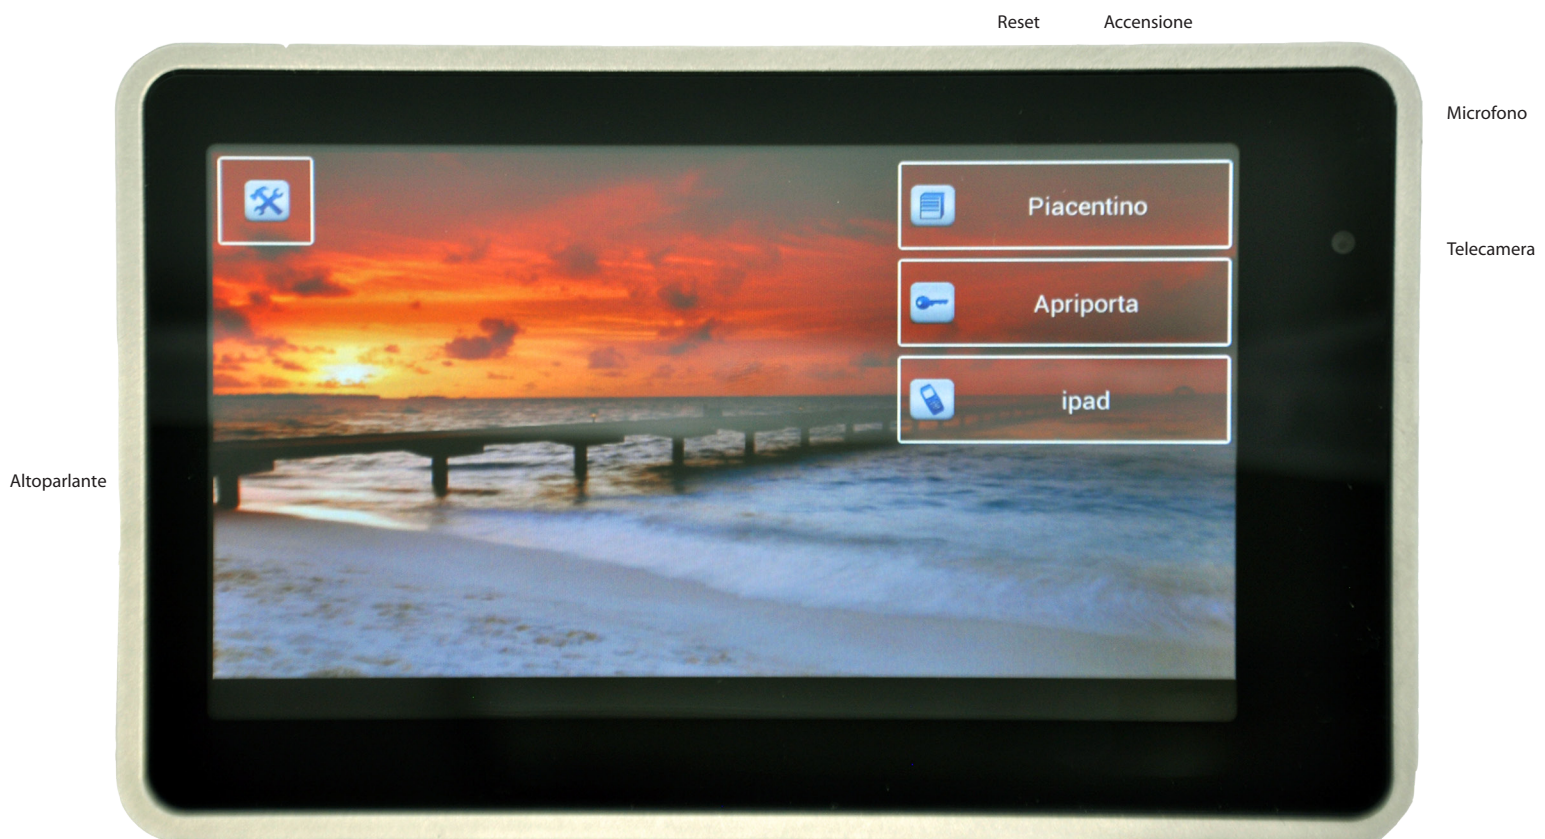 Reset Accensione
Microfono
Piacentino
Telecamera
Apriporta
ipad
Altoparlante